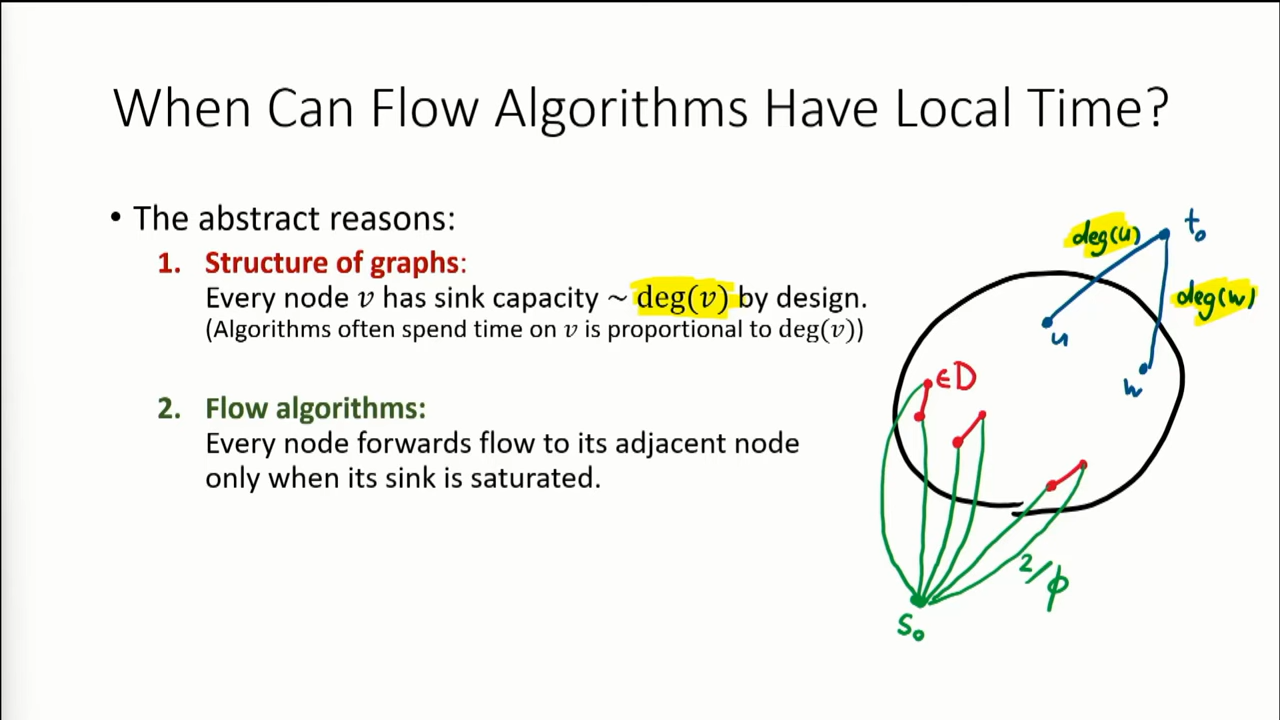 When Can Flow Algorithms Have Local Time?
• The abstract reasons:
1. Structure of graphs:
Every node v has sink capacity ~ deg(v) by design.
(Algorithms often spend time on v is proportional to deg(v))
2. Flow algorithms:
Every node forwards flow to its adjacent node
only when its sink is saturated.
t₀
deg(u)
deg(w)
u
w
∈D
2/φ
S₀